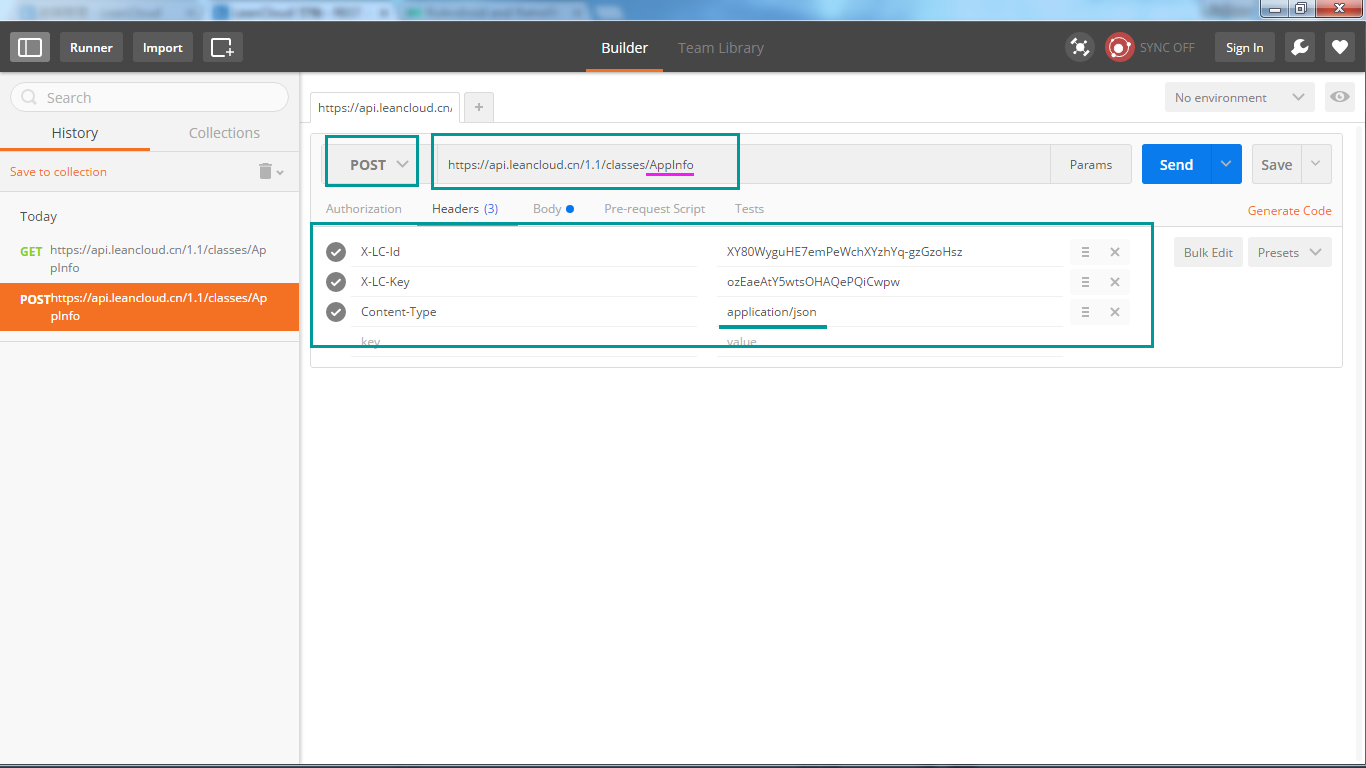 Runner
Import
Builder
Team Library
SYNC OFF
Sign In
Search
History
Collections
Save to collection
Today
GET https://api.leancloud.cn/1.1/classes/Ap
pInfo
POST https://api.leancloud.cn/1.1/classes/Ap
pInfo
https://api.leancloud.cn/
+
No environment
POST
https://api.leancloud.cn/1.1/classes/AppInfo
Params
Send
Save
Authorization
Headers (3)
Body
Pre-request Script
Tests
Generate Code
X-LC-Id XY80WyguHE7emPeWchXYzhYq-gzGzoHsz
Bulk Edit
Presets
X-LC-Key ozEaeAtY5wtsOHAQePQiCwpw
Content-Type application/json
key value